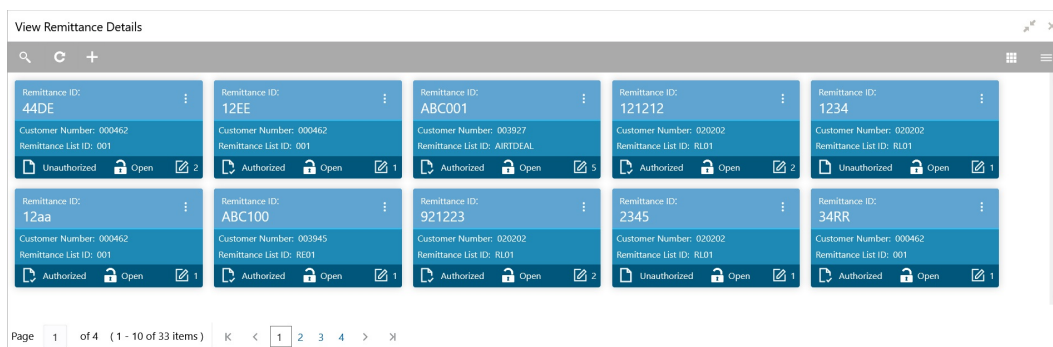 View Remittance Details
Remittance ID: Remittance ID: Remittance ID: Remittance ID: Remittance ID:
44DE 12EE ABC001 121212 1234
Customer Number: 000462 Customer Number: 000462 Customer Number: 003927 Customer Number: 020202 Customer Number: 020202
Remittance List ID: 001 Remittance List ID: 001 Remittance List ID: AIRTDEAL Remittance List ID: RL01 Remittance List ID: RL01
Unauthorized Open 2 Authorized Open 1 Authorized Open 5 Authorized Open 2 Unauthorized Open 1
Remittance ID: Remittance ID: Remittance ID: Remittance ID: Remittance ID:
12aa ABC100 921223 2345 34RR
Customer Number: 000462 Customer Number: 003945 Customer Number: 020202 Customer Number: 020202 Customer Number: 000462
Remittance List ID: 001 Remittance List ID: RE01 Remittance List ID: RL01 Remittance List ID: RL01 Remittance List ID: 001
Authorized Open 1 Authorized Open 1 Authorized Open 2 Unauthorized Open 1 Authorized Open 1
Page 1 of 4 (1 - 10 of 33 items) 1 2 3 4